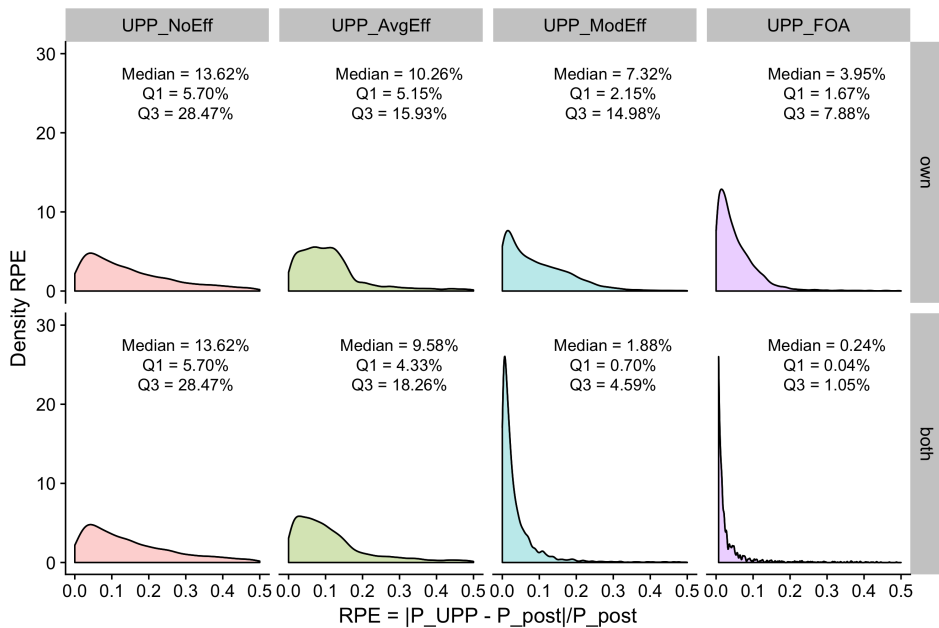 UPP_NoEff UPP_AvgEff UPP_ModEff UPP_FOA
30
20
10
0
Median = 13.62%
Q1 = 5.70%
Q3 = 28.47%
Median = 10.26%
Q1 = 5.15%
Q3 = 15.93%
Median = 7.32%
Q1 = 2.15%
Q3 = 14.98%
Median = 3.95%
Q1 = 1.67%
Q3 = 7.88%
own
Density RPE
30
20
10
0
Median = 13.62%
Q1 = 5.70%
Q3 = 28.47%
Median = 9.58%
Q1 = 4.33%
Q3 = 18.26%
Median = 1.88%
Q1 = 0.70%
Q3 = 4.59%
Median = 0.24%
Q1 = 0.04%
Q3 = 1.05%
both
0.0 0.1 0.2 0.3 0.4 0.5 0.0 0.1 0.2 0.3 0.4 0.5 0.0 0.1 0.2 0.3 0.4 0.5 0.0 0.1 0.2 0.3 0.4 0.5
RPE = |P_UPP - P_post|/P_post